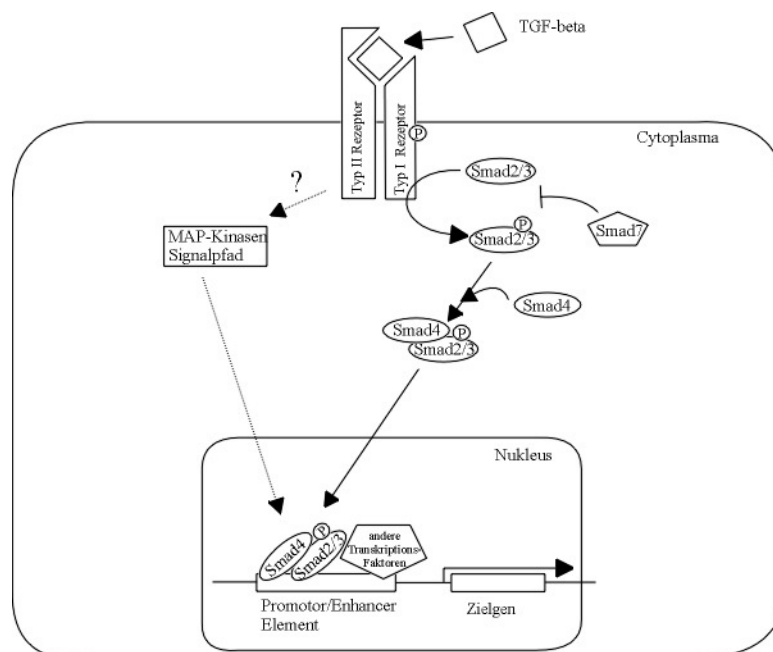 TGF-beta
Typ II Rezeptor
Typ I Rezeptor
P
Cytoplasma
Smad2/3
?
P
Smad2/3
Smad7
MAP-Kinasen
Signalpfad
Smad4
Smad4
P
Smad2/3
Nukleus
P
Smad4
Smad2/3
andere
Transkriptions-
Faktoren
Promotor/Enhancer
Element
Zielgen